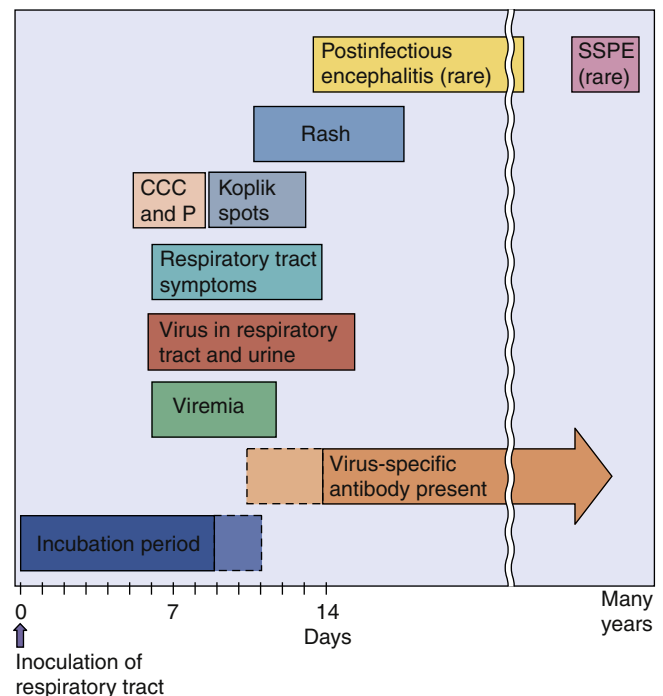 Postinfectious
encephalitis (rare)
SSPE
(rare)
Rash
CCC
and P
Koplik
spots
Respiratory tract
symptoms
Virus in respiratory
tract and urine
Viremia
Virus-specific
antibody present
Incubation period
0
7
14
Days
Many
years
Inoculation of
respiratory tract